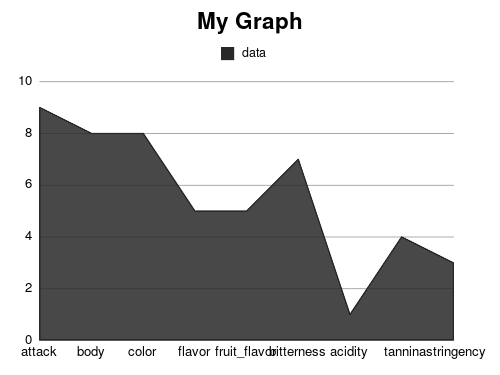 My Graph
data
10
8
6
4
2
0
attack body color flavor fruit_flavor bitterness acidity tannin astringency